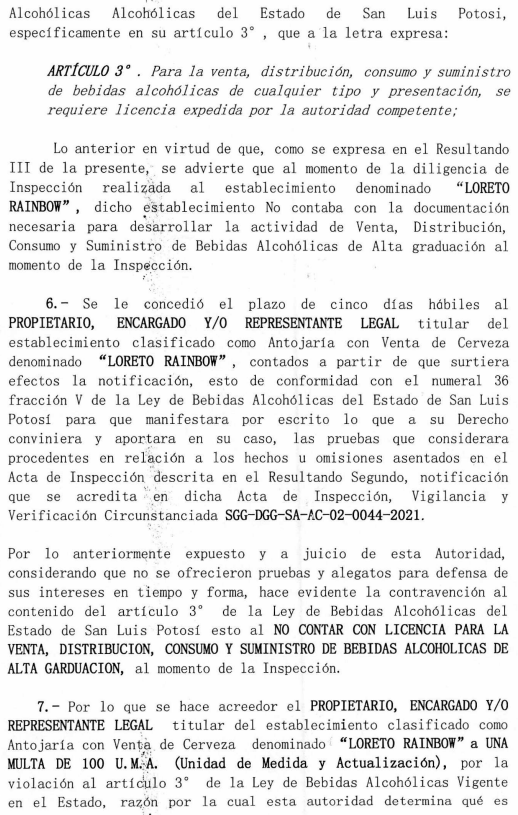 Alcohólicas Alcohólicas del Estado de San Luis Potosi,
específicamente en su artículo 3° , que a la letra expresa:
ARTÍCULO 3° . Para la venta, distribución, consumo y suministro
de bebidas alcohólicas de cualquier tipo y presentación, se
requiere licencia expedida por la autoridad competente;
Lo anterior en virtud de que, como se expresa en el Resultando
III de la presente, se advierte que al momento de la diligencia de
Inspección realizada al establecimiento denominado “LORETO
RAINBOW”, dicho establecimiento No contaba con la documentación
necesaria para desarrollar la actividad de Venta, Distribución,
Consumo y Suministro de Bebidas Alcohólicas de Alta graduación al
momento de la Inspección.
6.- Se le concedió el plazo de cinco días hóbiles al
PROPIETARIO, ENCARGADO Y/O REPRESENTANTE LEGAL titular del
establecimiento clasificado como Antojaría con Venta de Cerveza
denominado “LORETO RAINBOW”, contados a partir de que surtiera
efectos la notificación, esto de conformidad con el numeral 36
fracción V de la Ley de Bebidas Alcohólicas del Estado de San Luis
Potosí para que manifestara por escrito lo que a su Derecho
conviniera y aportara en su caso, las pruebas que considerara
procedentes en relación a los hechos u omisiones asentados en el
Acta de Inspección descrita en el Resultando Segundo, notificación
que se acredita en dicha Acta de Inspección, Vigilancia y
Verificación Circunstanciada SGG-DGG-SA-AC-02-0044-2021.
Por lo anteriormente expuesto y a juicio de esta Autoridad,
considerando que no se ofrecieron pruebas y alegatos para defensa de
sus intereses en tiempo y forma, hace evidente la contravención al
contenido del artículo 3° de la Ley de Bebidas Alcohólicas del
Estado de San Luis Potosí esto al NO CONTAR CON LICENCIA PARA LA
VENTA, DISTRIBUCION, CONSUMO Y SUMINISTRO DE BEBIDAS ALCOHOLICAS DE
ALTA GARDUACION, al momento de la Inspección.
7.- Por lo que se hace acreedor el PROPIETARIO, ENCARGADO Y/O
REPRESENTANTE LEGAL titular del establecimiento clasificado como
Antojaría con Venta de Cerveza denominado “LORETO RAINBOW” a UNA
MULTA DE 100 U.M.A. (Unidad de Medida y Actualización), por la
violación al artículo 3° de la Ley de Bebidas Alcohólicas Vigente
en el Estado, razón por la cual esta autoridad determina qué es